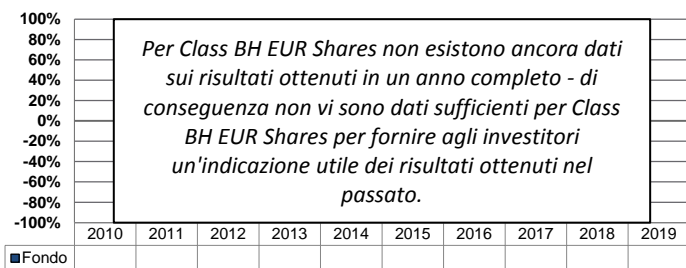 100%
80%
60%
40%
20%
0%
-20%
-40%
-60%
-80%
-100%
Per Class BH EUR Shares non esistono ancora dati
sui risultati ottenuti in un anno completo - di
conseguenza non vi sono dati sufficienti per Class
BH EUR Shares per fornire agli investitori
un'indicazione utile dei risultati ottenuti nel
passato.
2010 2011 2012 2013 2014 2015 2016 2017 2018 2019
Fondo